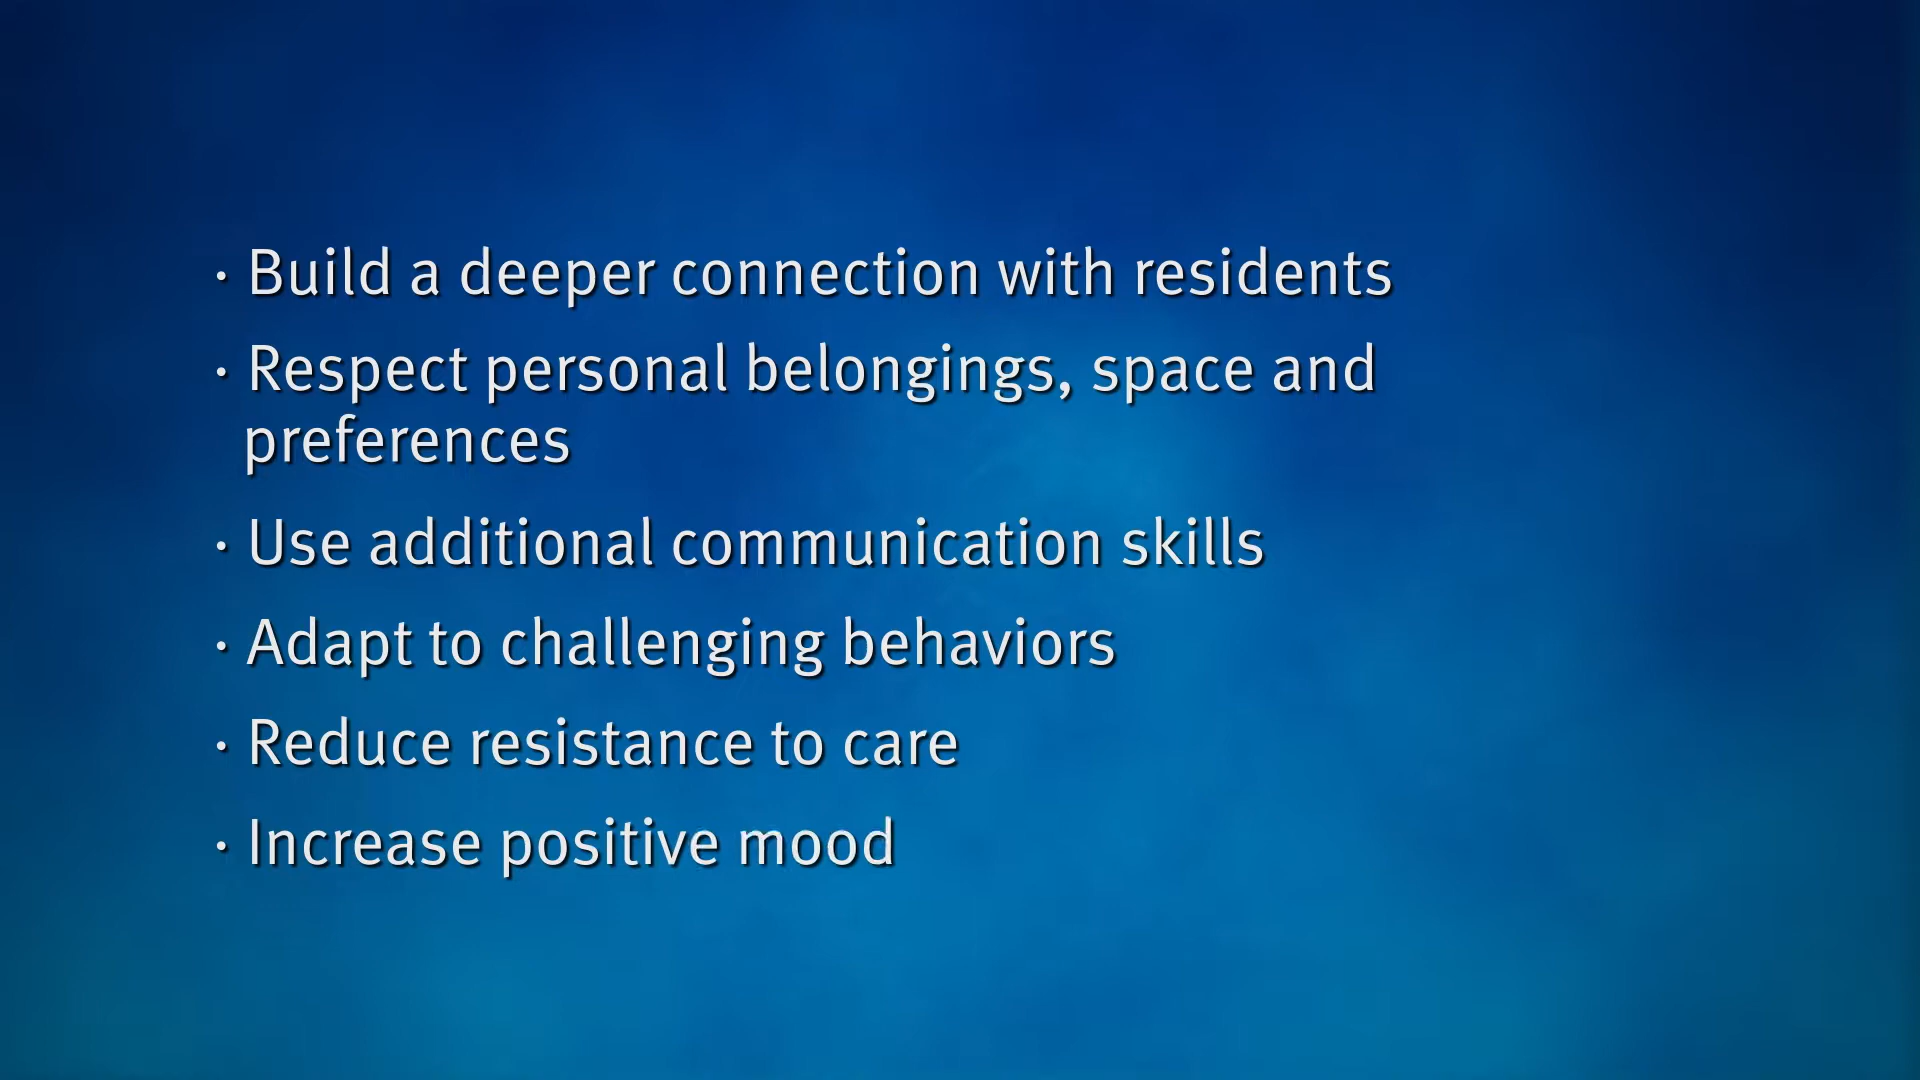 · Build a deeper connection with residents
· Respect personal belongings, space and
preferences
· Use additional communication skills
· Adapt to challenging behaviors
· Reduce resistance to care
· Increase positive mood